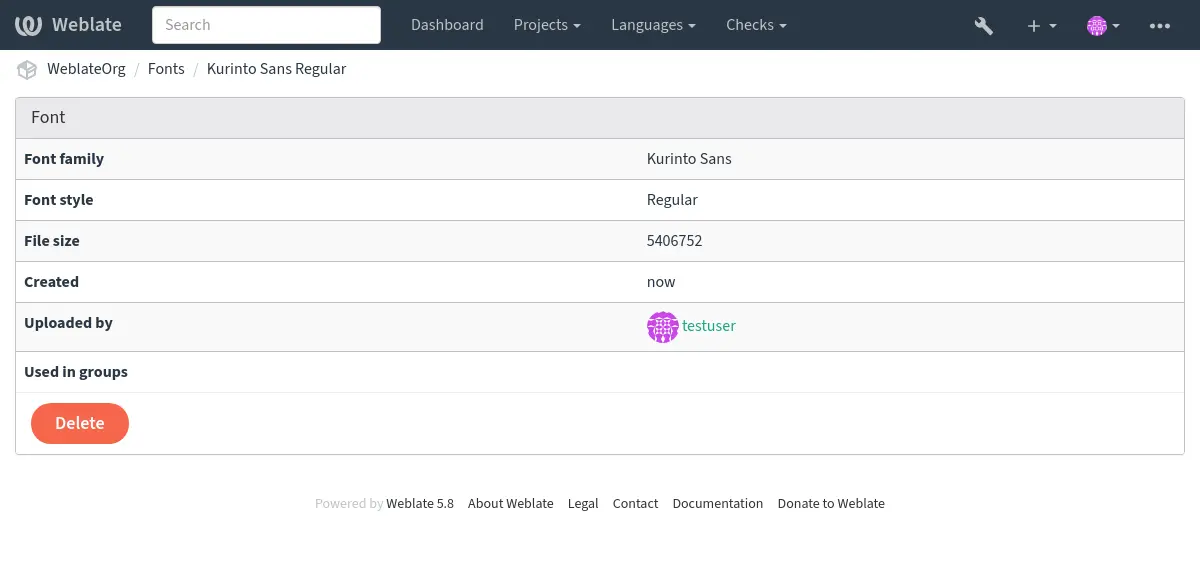 Weblate Search Dashboard Projects Languages Checks
WeblateOrg / Fonts / Kurinto Sans Regular
Font
Font family Kurinto Sans
Font style Regular
File size 5406752
Created now
Uploaded by testuser
Used in groups
Delete
Powered by Weblate 5.8 About Weblate Legal Contact Documentation Donate to Weblate